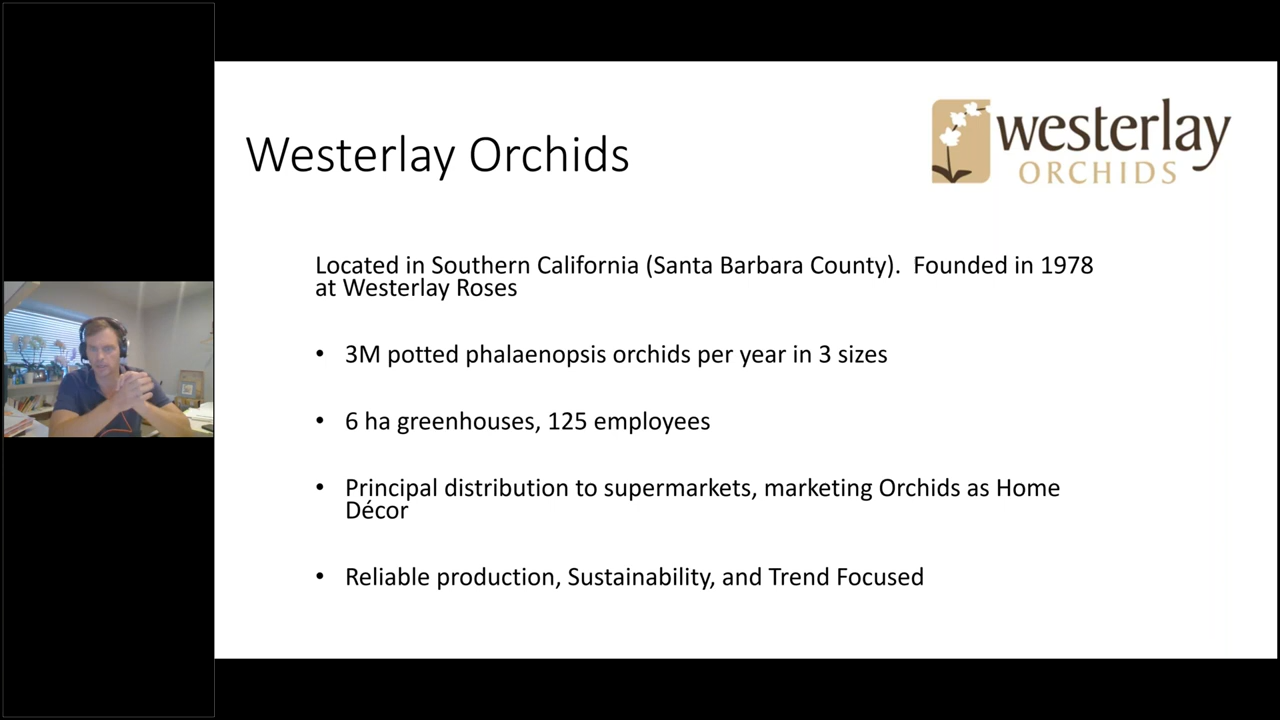 Westerlay Orchids
westerlay
ORCHIDS
Located in Southern California (Santa Barbara County).  Founded in 1978
at Westerlay Roses
• 3M potted phalaenopsis orchids per year in 3 sizes
• 6 ha greenhouses, 125 employees
• Principal distribution to supermarkets, marketing Orchids as Home
Décor
• Reliable production, Sustainability, and Trend Focused